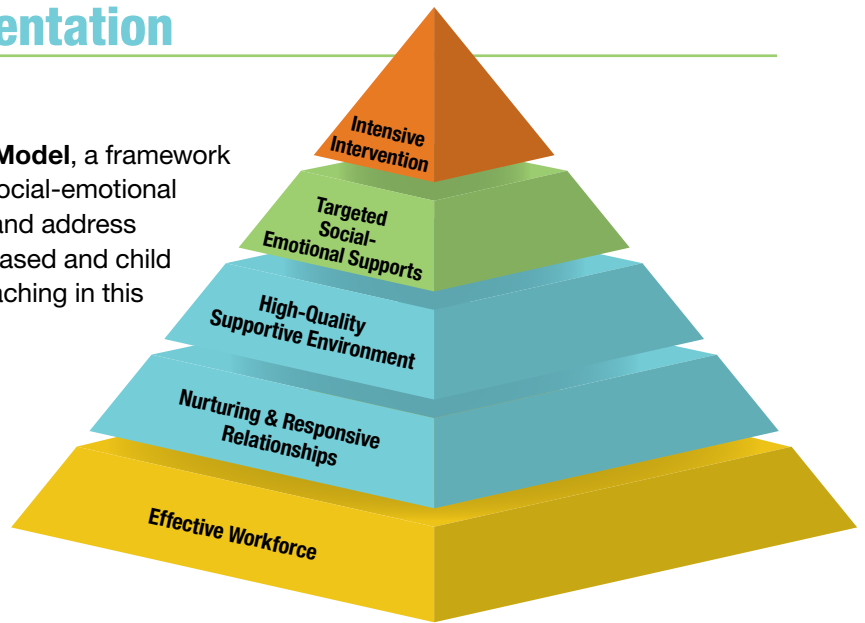 entation
Model, a framework
ocial-emotional
and address
ased and child
aching in this
Intensive
Intervention
Targeted
Social-
Emotional Supports
High-Quality
Supportive Environment
Nurturing & Responsive
Relationships
Effective Workforce